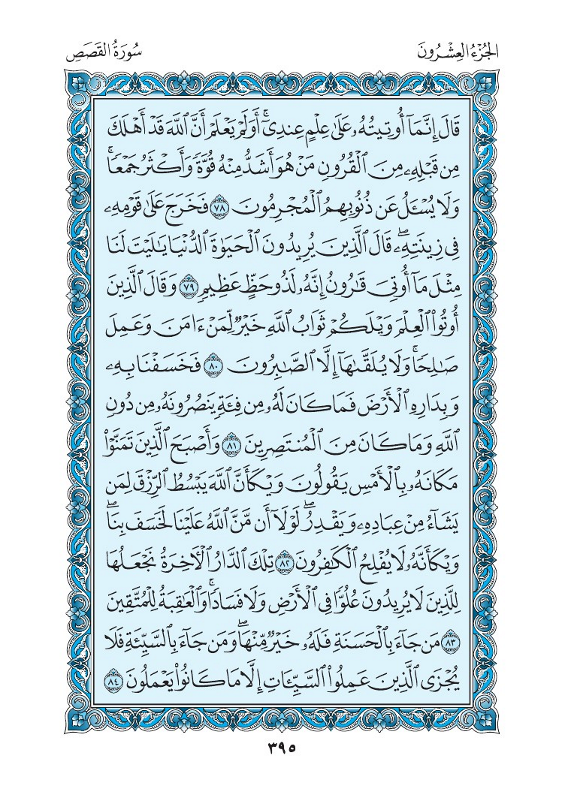 الجُزْءُ العِشْرُونَ
سُورَةُ القَصَصِ
قَالَ إِنَّمَآ أُوتِيتُهُۥ عَلَىٰ عِلْمٍ عِندِىٓۚ أَوَلَمْ يَعْلَمْ أَنَّ ٱللَّهَ قَدْ أَهْلَكَ
مِن قَبْلِهِۦ مِنَ ٱلْقُرُونِ مَنْ هُوَ أَشَدُّ مِنْهُ قُوَّةً وَأَكْثَرُ جَمْعًاۚ
وَلَا يُسْـَٔلُ عَن ذُنُوبِهِمُ ٱلْمُجْرِمُونَ ٧٨ فَخَرَجَ عَلَىٰ قَوْمِهِۦ
فِى زِينَتِهِۦۖ قَالَ ٱلَّذِينَ يُرِيدُونَ ٱلْحَيَوٰةَ ٱلدُّنْيَا يَـٰلَيْتَ لَنَا
مِثْلَ مَآ أُوتِىَ قَـٰرُونُ إِنَّهُۥ لَذُو حَظٍّ عَظِيمٍ ٧٩ وَقَالَ ٱلَّذِينَ
أُوتُوا۟ ٱلْعِلْمَ وَيْلَكُمْ ثَوَابُ ٱللَّهِ خَيْرٌ لِّمَنْ ءَامَنَ وَعَمِلَ
صَـٰلِحًاۚ وَلَا يُلَقَّىٰهَآ إِلَّا ٱلصَّـٰبِرُونَ ٨٠ فَخَسَفْنَا بِهِۦ
وَبِدَارِهِ ٱلْأَرْضَ فَمَا كَانَ لَهُۥ مِن فِئَةٍ يَنصُرُونَهُۥ مِن دُونِ
ٱللَّهِ وَمَا كَانَ مِنَ ٱلْمُنتَصِرِينَ ٨١ وَأَصْبَحَ ٱلَّذِينَ تَمَنَّوْا۟
مَكَانَهُۥ بِٱلْأَمْسِ يَقُولُونَ وَيْكَأَنَّ ٱللَّهَ يَبْسُطُ ٱلرِّزْقَ لِمَن
يَشَآءُ مِنْ عِبَادِهِۦ وَيَقْدِرُۖ لَوْلَآ أَن مَّنَّ ٱللَّهُ عَلَيْنَا لَخَسَفَ بِنَاۖ
وَيْكَأَنَّهُۥ لَا يُفْلِحُ ٱلْكَـٰفِرُونَ ٨٢ تِلْكَ ٱلدَّارُ ٱلْـَٔاخِرَةُ نَجْعَلُهَا
لِلَّذِينَ لَا يُرِيدُونَ عُلُوًّا فِى ٱلْأَرْضِ وَلَا فَسَادًاۚ وَٱلْعَـٰقِبَةُ لِلْمُتَّقِينَ
٨٣ مَن جَآءَ بِٱلْحَسَنَةِ فَلَهُۥ خَيْرٌ مِّنْهَاۖ وَمَن جَآءَ بِٱلسَّيِّئَةِ فَلَا
يُجْزَى ٱلَّذِينَ عَمِلُوا۟ ٱلسَّيِّـَٔاتِ إِلَّا مَا كَانُوا۟ يَعْمَلُونَ ٨٤
٣٩٥